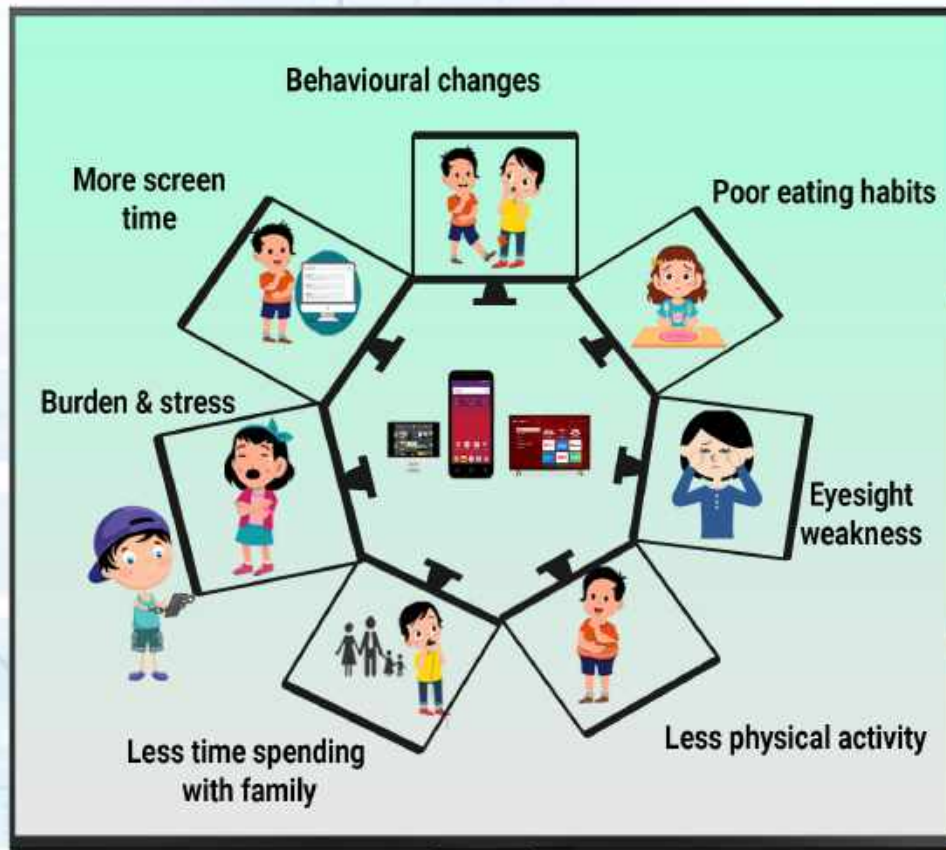 Behavioural changes
More screen
time
Poor eating habits
Burden & stress
Eyesight
weakness
Less time spending
with family
Less physical activity